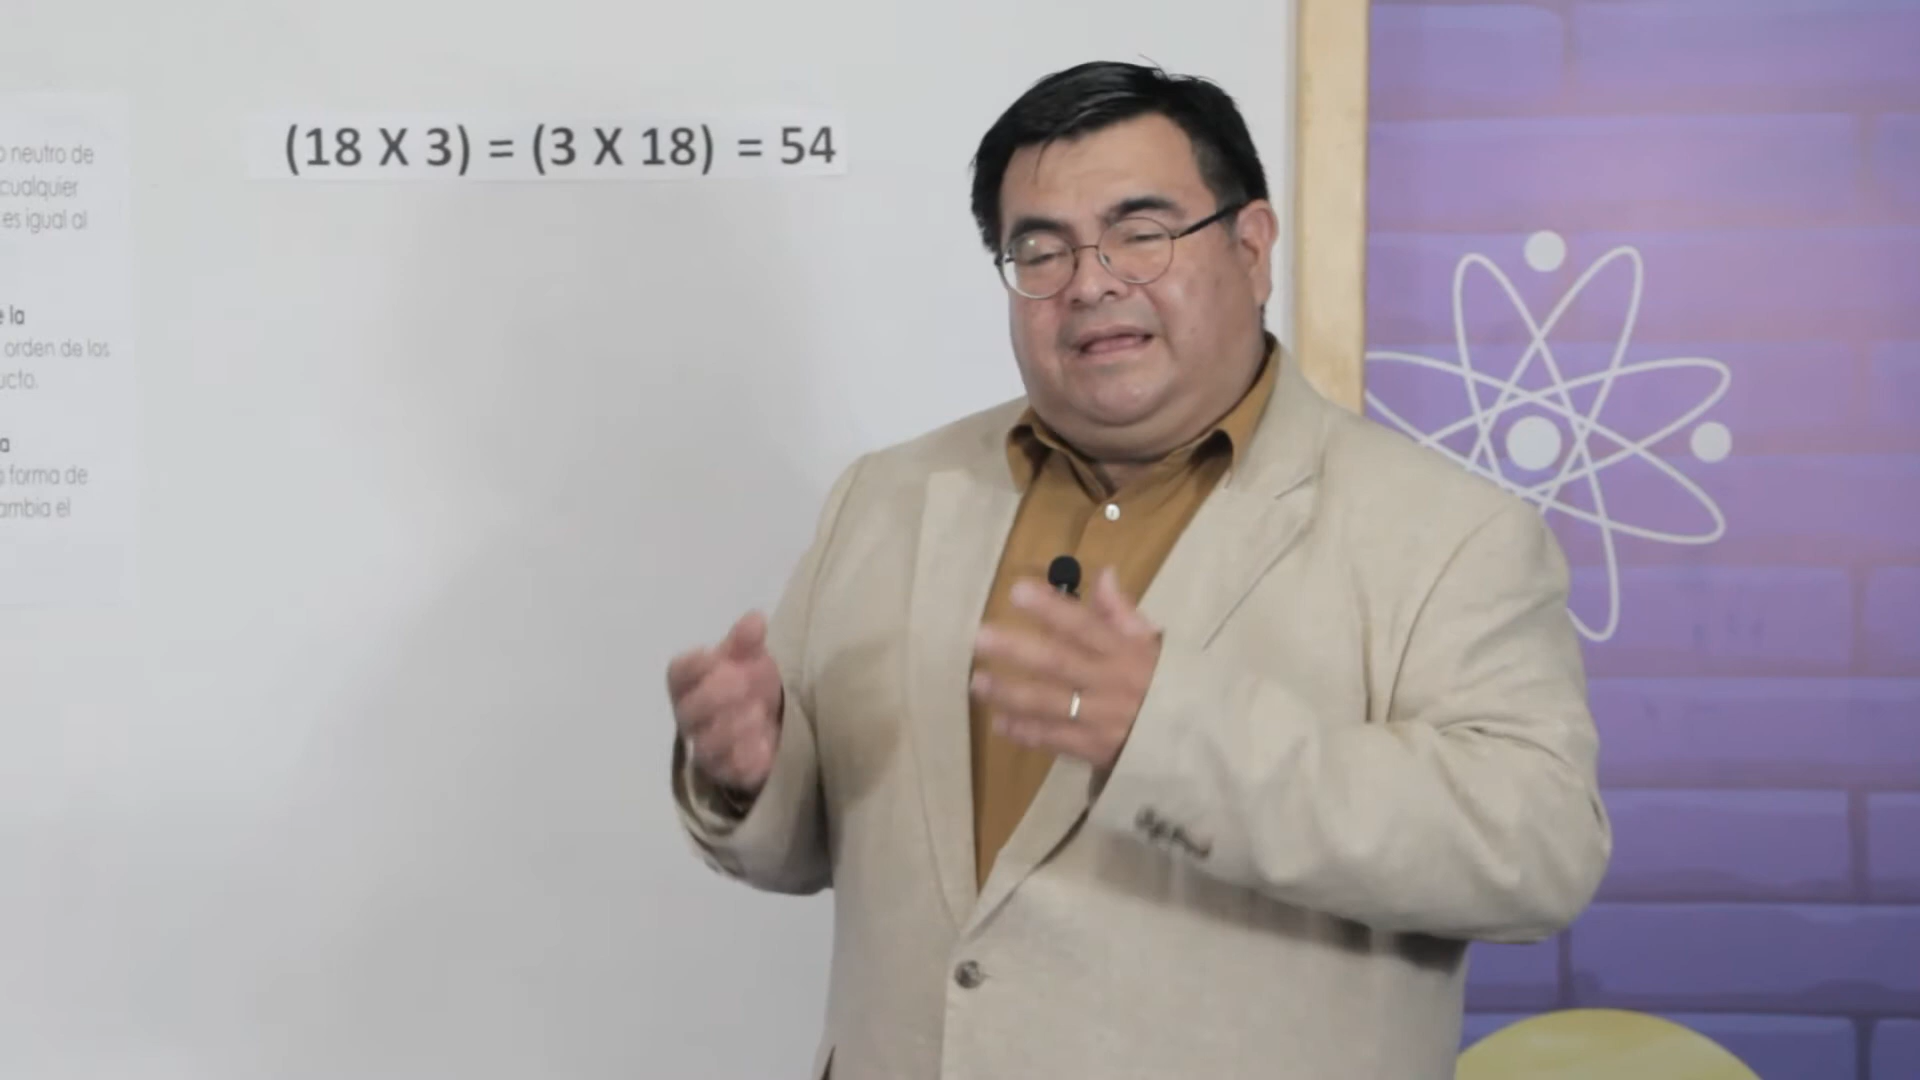 neutro de
cualquier
es igual al
e la
orden de los
ucto.
a
forma de
ambia el
(18 X 3) = (3 X 18) = 54